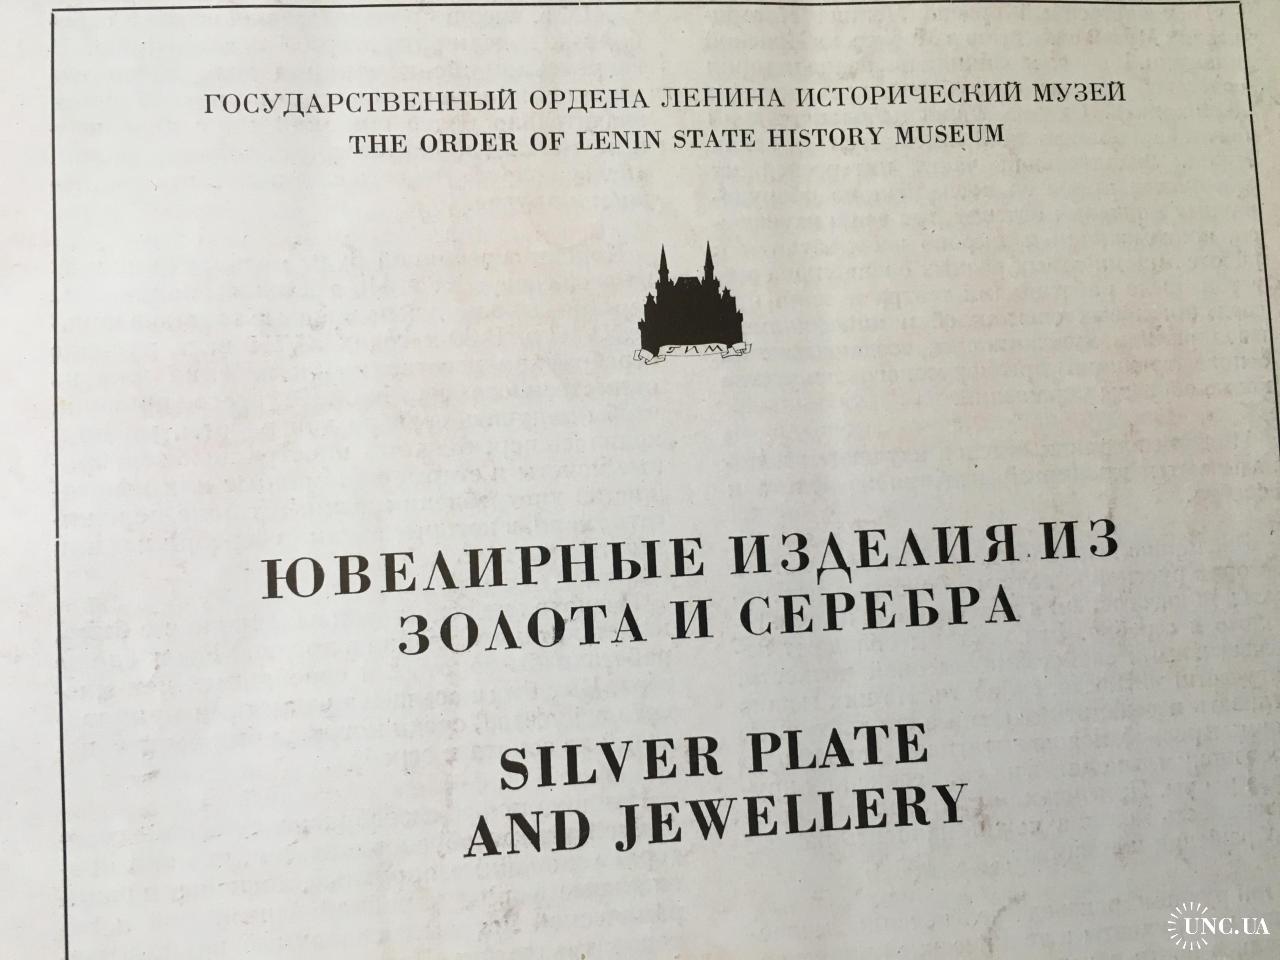 ГОСУДАРСТВЕННЫЙ ОРДЕНА ЛЕНИНА ИСТОРИЧЕСКИЙ МУЗЕЙ
THE ORDER OF LENIN STATE HISTORY MUSEUM
ГИМ
ЮВЕЛИРНЫЕ ИЗДЕЛИЯ ИЗ
ЗОЛОТА И СЕРЕБРА
SILVER PLATE
AND JEWELLERY
UNC.UA